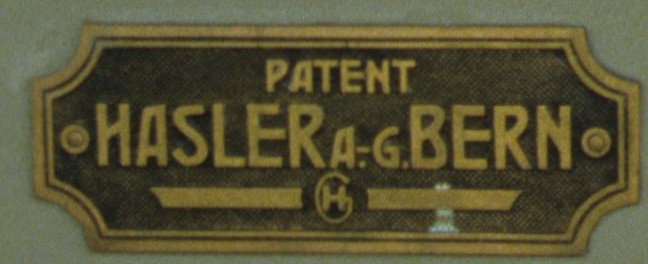 PATENT
HASLER A.-G. BERN